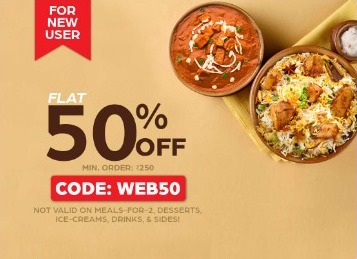 FOR
NEW
USER
FLAT
50%
OFF
MIN. ORDER: ₹250
CODE: WEB50
NOT VALID ON MEALS-FOR-2, DESSERTS,
ICE-CREAMS, DRINKS, & SIDES!